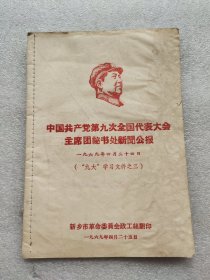 中国共产党第九次全国代表大会
主席团秘书处新闻公报
一九六九年四月二十四日
(“九大”学习文件之三)
新乡市革命委员会政工组翻印
一九六九年四月二十五日